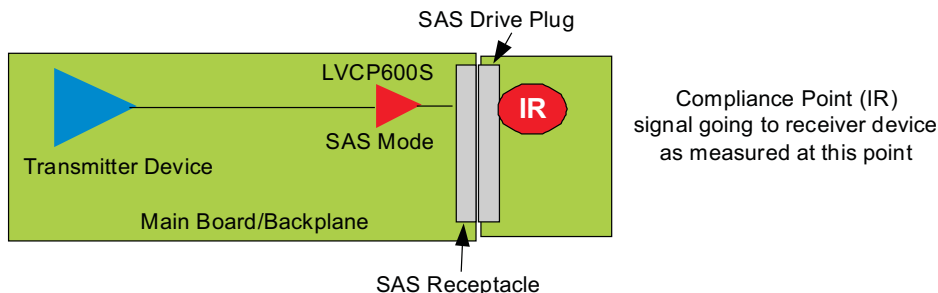 SAS Drive Plug
LVCP600S
IR
SAS Mode
Transmitter Device
Main Board/Backplane
SAS Receptacle
Compliance Point (IR)
signal going to receiver device
as measured at this point